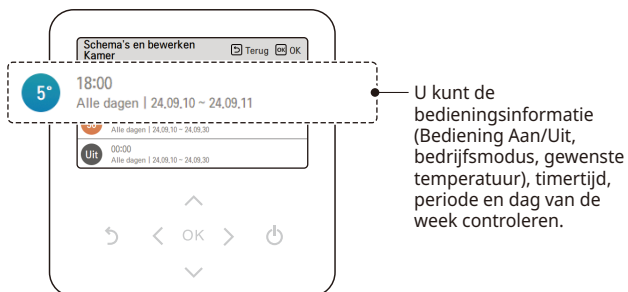 Schema's en bewerken
Kamer
Terug OK OK
5°
18:00
Alle dagen | 24,09,10 ~ 24,09,11
Alle dagen | 24,09,10 ~ 24,09,30
Uit
00:00
Alle dagen | 24,09,10 ~ 24,09,30
OK
U kunt de
bedieningsinformatie
(Bediening Aan/Uit,
bedrijfsmodus, gewenste
temperatuur), timertijd,
periode en dag van de
week controleren.